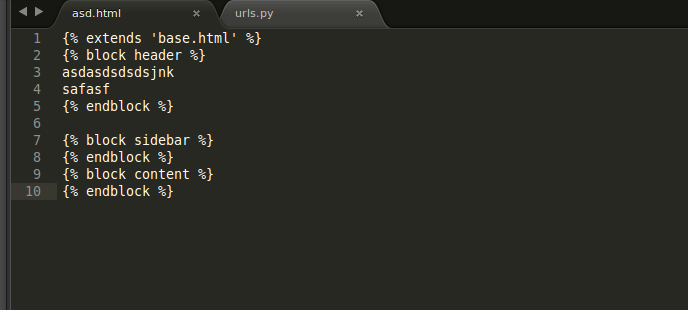 asd.html × urls.py ×
1 {% extends 'base.html' %}
2 {% block header %}
3 asdasdsdsdsjnk
4 safasf
5 {% endblock %}
6
7 {% block sidebar %}
8 {% endblock %}
9 {% block content %}
10 {% endblock %}